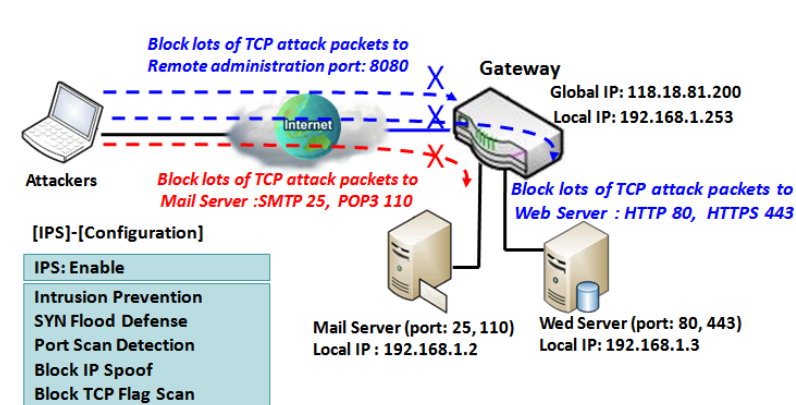 Block lots of TCP attack packets to
Remote administration port: 8080
Gateway
Global IP: 118.18.81.200
Local IP: 192.168.1.253
Internet
Attackers
Block lots of TCP attack packets to
Mail Server :SMTP 25, POP3 110
Block lots of TCP attack packets to
Web Server : HTTP 80, HTTPS 443
[IPS]-[Configuration]
IPS: Enable
Intrusion Prevention
SYN Flood Defense
Port Scan Detection
Block IP Spoof
Block TCP Flag Scan
Mail Server (port: 25, 110)
Local IP : 192.168.1.2
Wed Server (port: 80, 443)
Local IP: 192.168.1.3